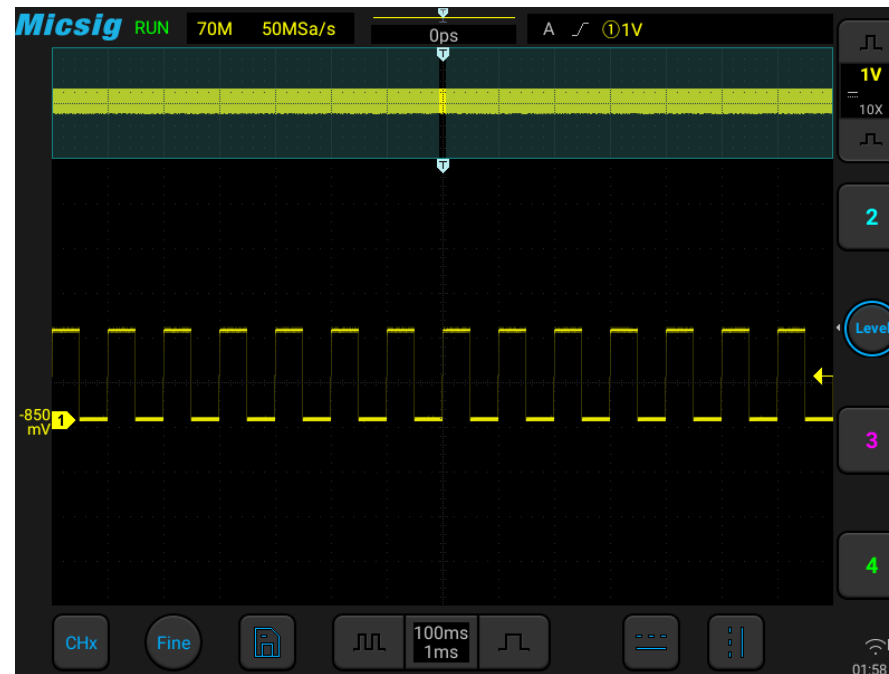 Micsig RUN 70M 50MSa/s 0ps A ①1V
T
1V
10X
T
2
Level
-850
mV
1
3
4
CHx Fine 100ms
1ms
01:58